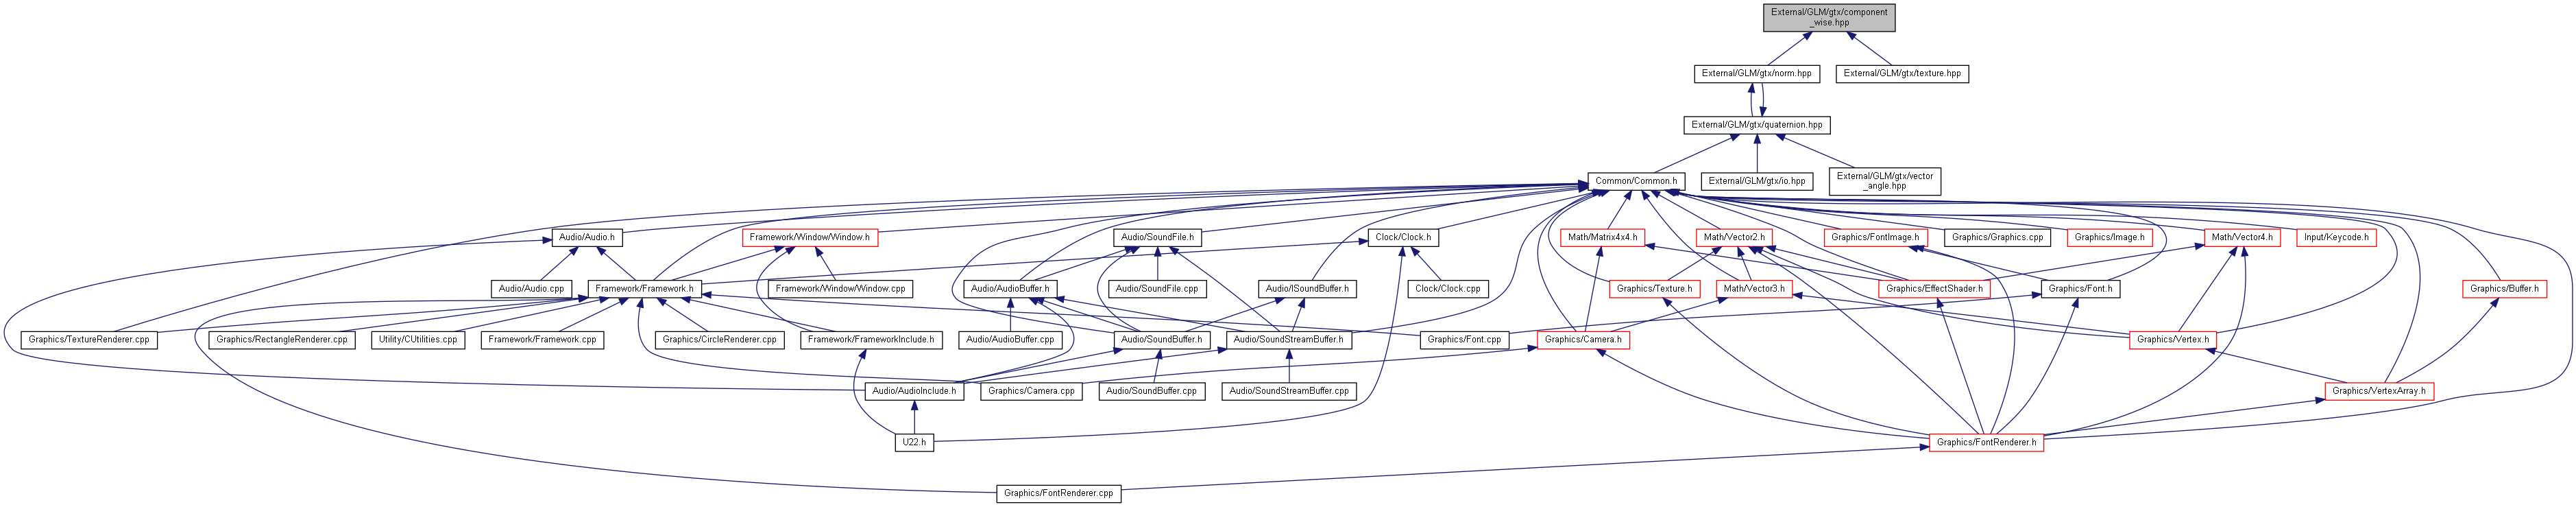 External/GLM/gtx/component
_wise.hpp
External/GLM/gtx/norm.hpp
External/GLM/gtx/texture.hpp
External/GLM/gtx/quaternion.hpp
Common/Common.h
External/GLM/gtx/io.hpp
External/GLM/gtx/vector
_angle.hpp
Audio/Audio.h
Framework/Window/Window.h
Audio/SoundFile.h
Clock/Clock.h
Math/Matrix4x4.h
Math/Vector2.h
Graphics/FontImage.h
Graphics/Graphics.cpp
Graphics/Image.h
Math/Vector4.h
Input/Keycode.h
Audio/Audio.cpp
Framework/Framework.h
Framework/Window/Window.cpp
Audio/AudioBuffer.h
Audio/SoundFile.cpp
Audio/ISoundBuffer.h
Clock/Clock.cpp
Graphics/Texture.h
Math/Vector3.h
Graphics/EffectShader.h
Graphics/Font.h
Graphics/Buffer.h
Graphics/TextureRenderer.cpp
Graphics/RectangleRenderer.cpp
Utility/CUtilities.cpp
Framework/Framework.cpp
Graphics/CircleRenderer.cpp
Framework/FrameworkInclude.h
Audio/AudioBuffer.cpp
Audio/SoundBuffer.h
Audio/SoundStreamBuffer.h
Graphics/Font.cpp
Graphics/Camera.h
Graphics/Vertex.h
Audio/AudioInclude.h
Graphics/Camera.cpp
Audio/SoundBuffer.cpp
Audio/SoundStreamBuffer.cpp
Graphics/VertexArray.h
U22.h
Graphics/FontRenderer.h
Graphics/FontRenderer.cpp